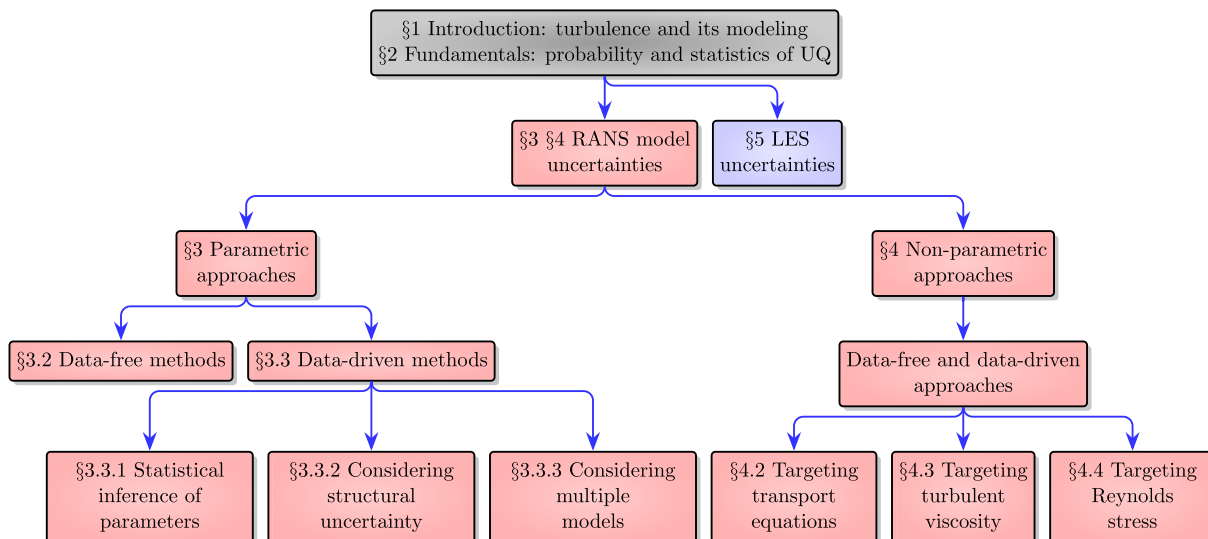 §1 Introduction: turbulence and its modeling
§2 Fundamentals: probability and statistics of UQ
§3 §4 RANS model
uncertainties
§5 LES
uncertainties
§3 Parametric
approaches
§4 Non-parametric
approaches
§3.2 Data-free methods
§3.3 Data-driven methods
Data-free and data-driven
approaches
§3.3.1 Statistical
inference of
parameters
§3.3.2 Considering
structural
uncertainty
§3.3.3 Considering
multiple
models
§4.2 Targeting
transport
equations
§4.3 Targeting
turbulent
viscosity
§4.4 Targeting
Reynolds
stress